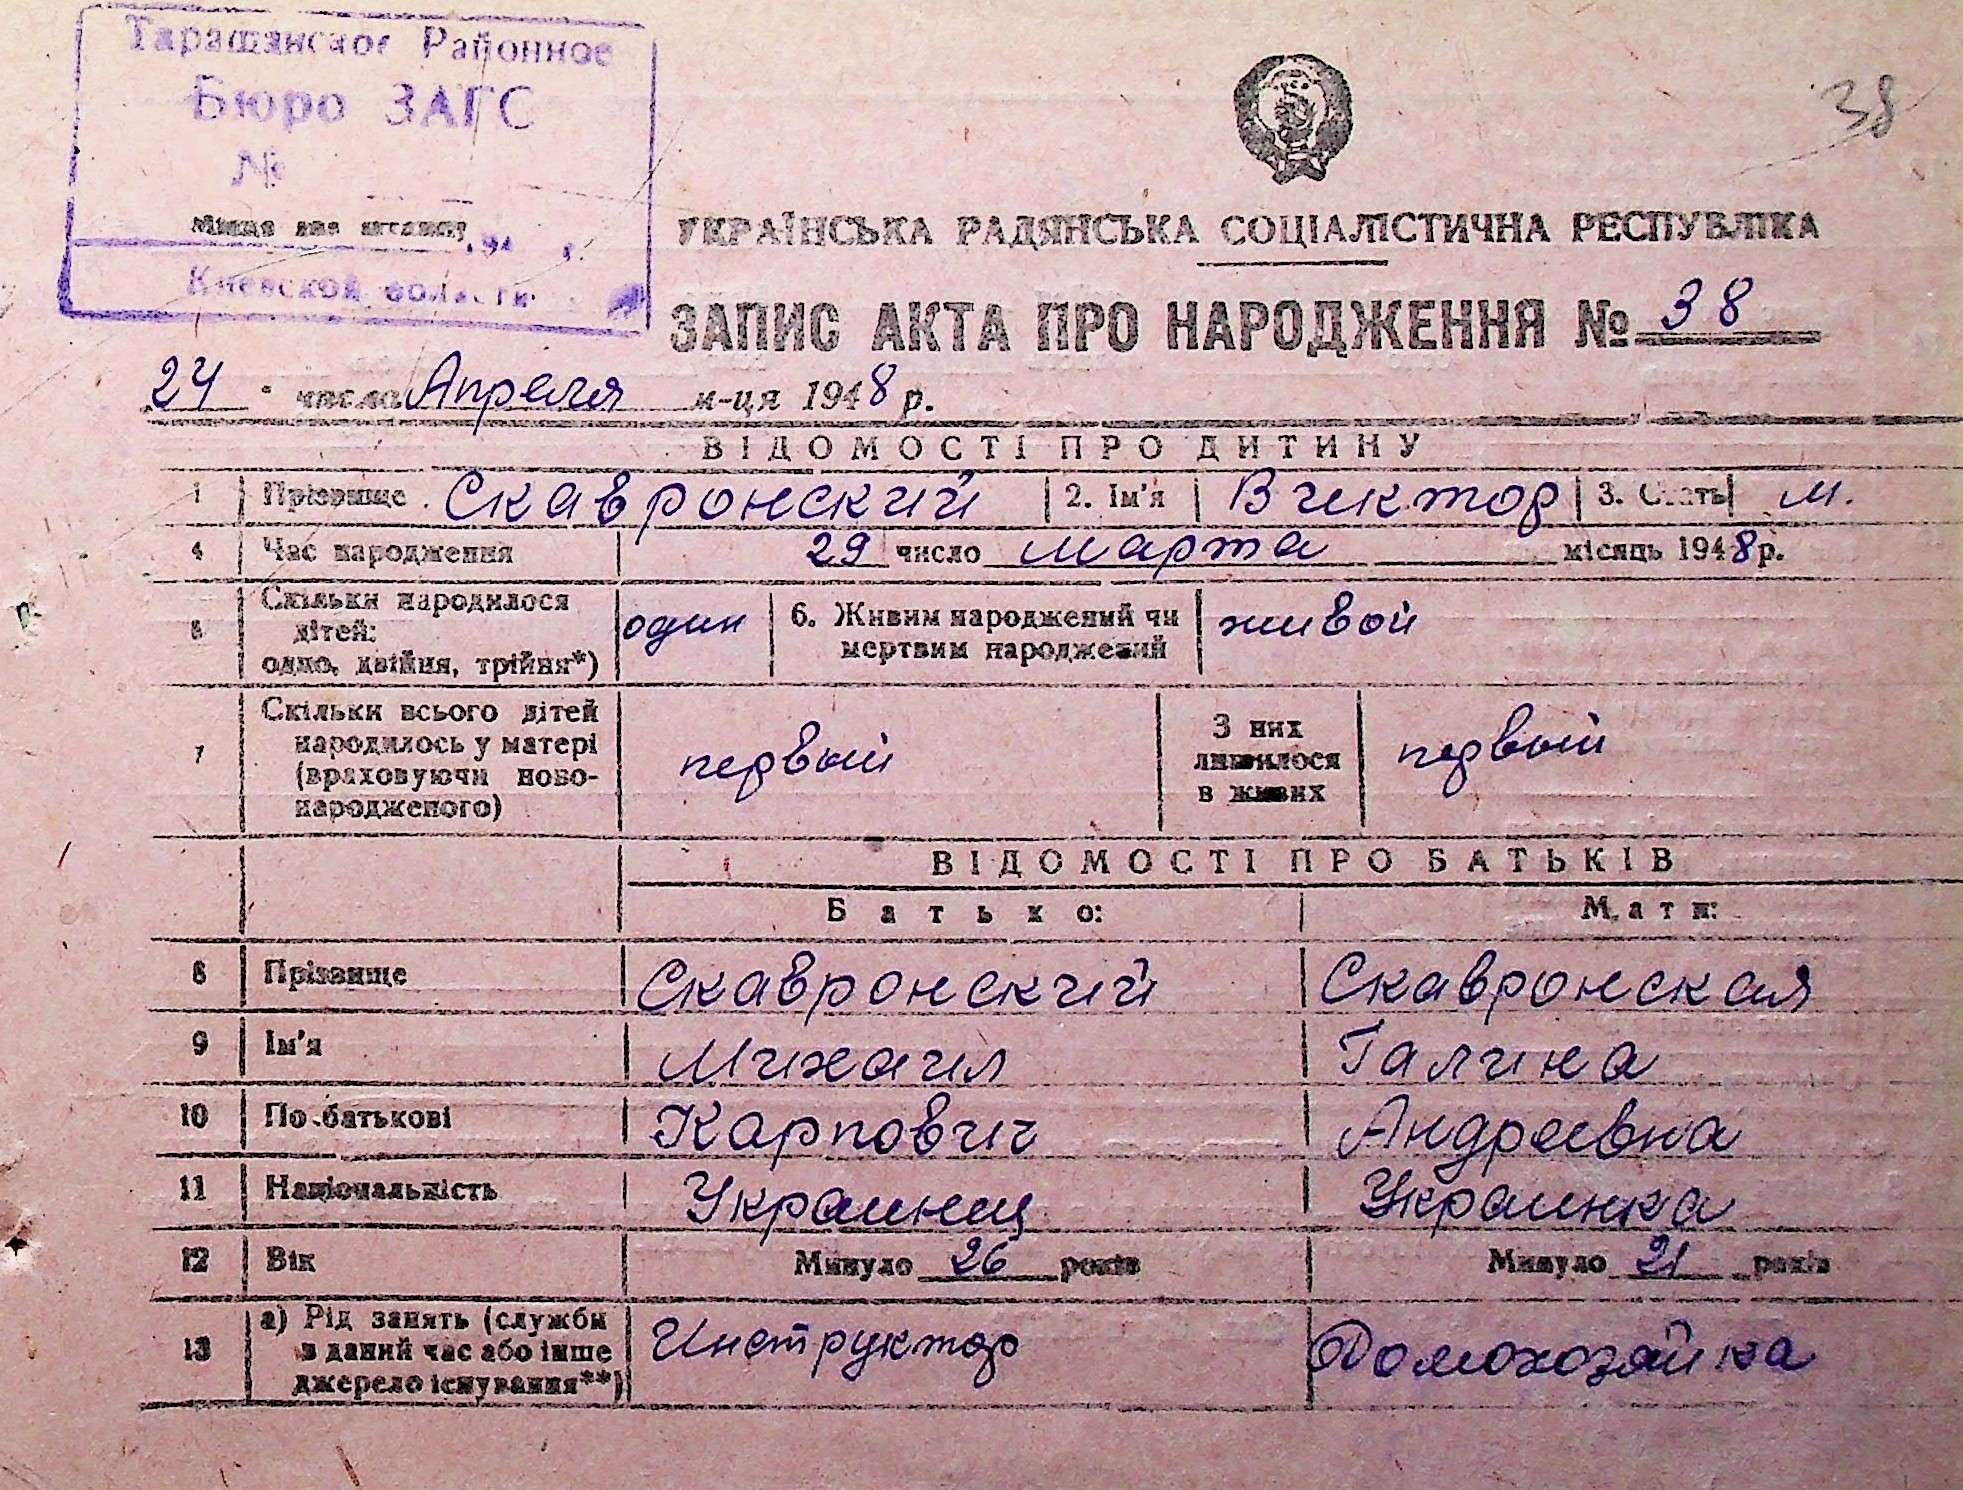 Таращанское Районное
Бюро ЗАГС
№
Місце для штампу
194 г.
Киевской области
38
УКРАЇНСЬКА РАДЯНСЬКА СОЦІАЛІСТИЧНА РЕСПУБЛІКА
ЗАПИС АКТА ПРО НАРОДЖЕННЯ № 38
24 числа Апреля м-ця 1948 р.
ВІДОМОСТІ ПРО ДИТИНУ
1 Прізвище Скавронский 2. Ім'я Виктор 3. Стать м.
4 Час народження 29 число марта місяць 1948 р.
5 Скільки народилося дітей: одно, двійня, трійня*) один 6. Живим народжений чи мертвим народжений живой
7 Скільки всього дітей народилось у матері (враховуючи новонародженого) первый З них лишилося в живих первый
ВІДОМОСТІ ПРО БАТЬКІВ
Батько: Мати:
8 Прізвище Скавронский Скавронская
9 Ім'я Михаил Галина
10 По батькові Карпович Андреевна
11 Національність Украинец Украинка
12 Вік Минуло 26 років Минуло 21 років
13 а) Рід занять (служби в даний час або інше джерело існування**) Инструктор Домохозяйка